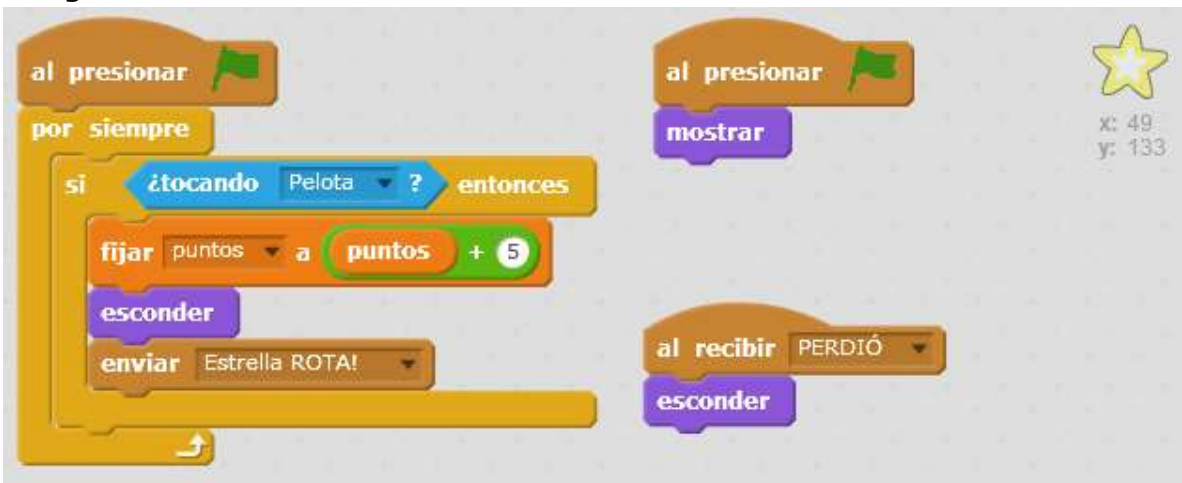 al presionar
por siempre
si ¿tocando Pelota ? entonces
fijar puntos a puntos + 5
esconder
enviar Estrella ROTA!
al presionar
mostrar
al recibir PERDIÓ
esconder
x: 49
y: 133